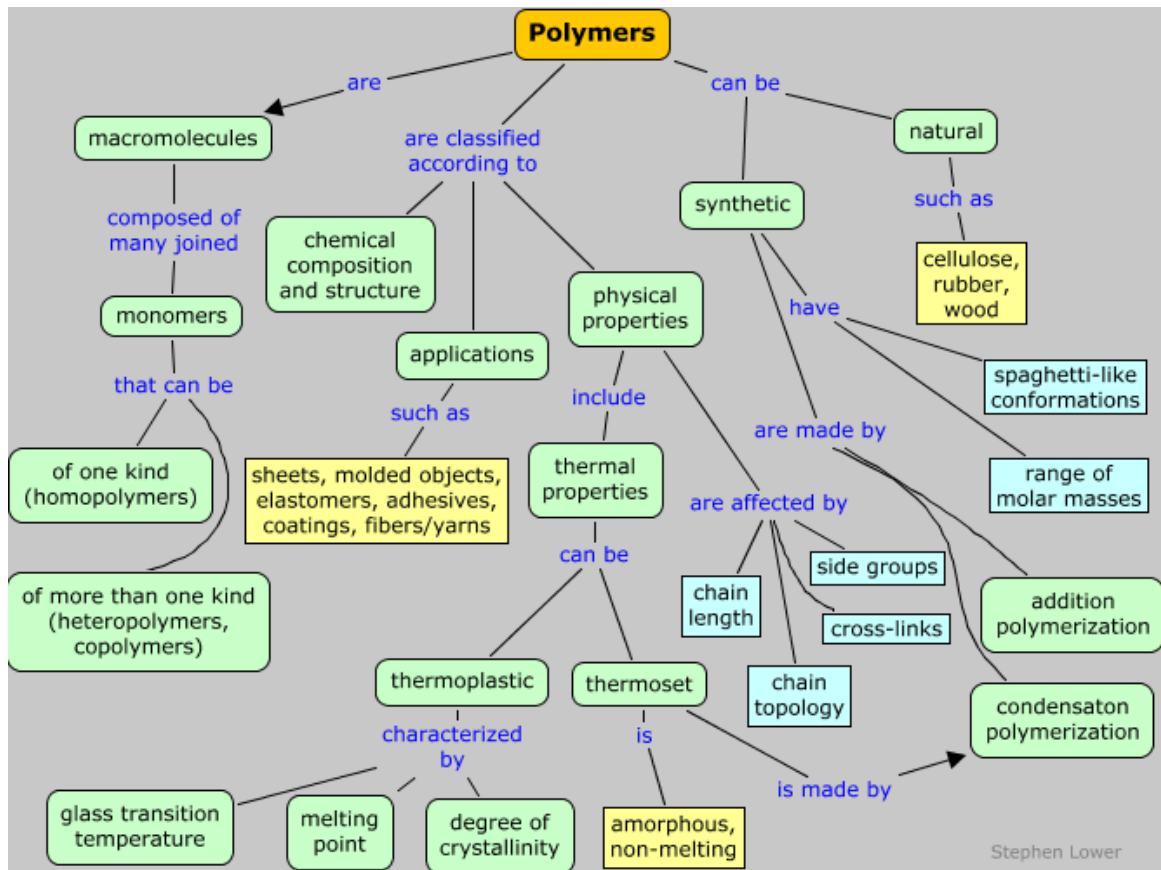 Polymers
are
can be
macromolecules
are classified
according to
natural
composed of
many joined
synthetic
such as
chemical
composition
and structure
physical
properties
cellulose,
rubber,
wood
monomers
have
applications
that can be
such as
include
spaghetti-like
conformations
of one kind
(homopolymers)
sheets, molded objects,
elastomers, adhesives,
coatings, fibers/yarns
thermal
properties
are made by
range of
molar masses
are affected by
can be
side groups
chain
length
cross-links
of more than one kind
(heteropolymers,
copolymers)
addition
polymerization
thermoplastic
thermoset
chain
topology
condensaton
polymerization
characterized
by
is
is made by
glass transition
temperature
melting
point
degree of
crystallinity
amorphous,
non-melting
Stephen Lower